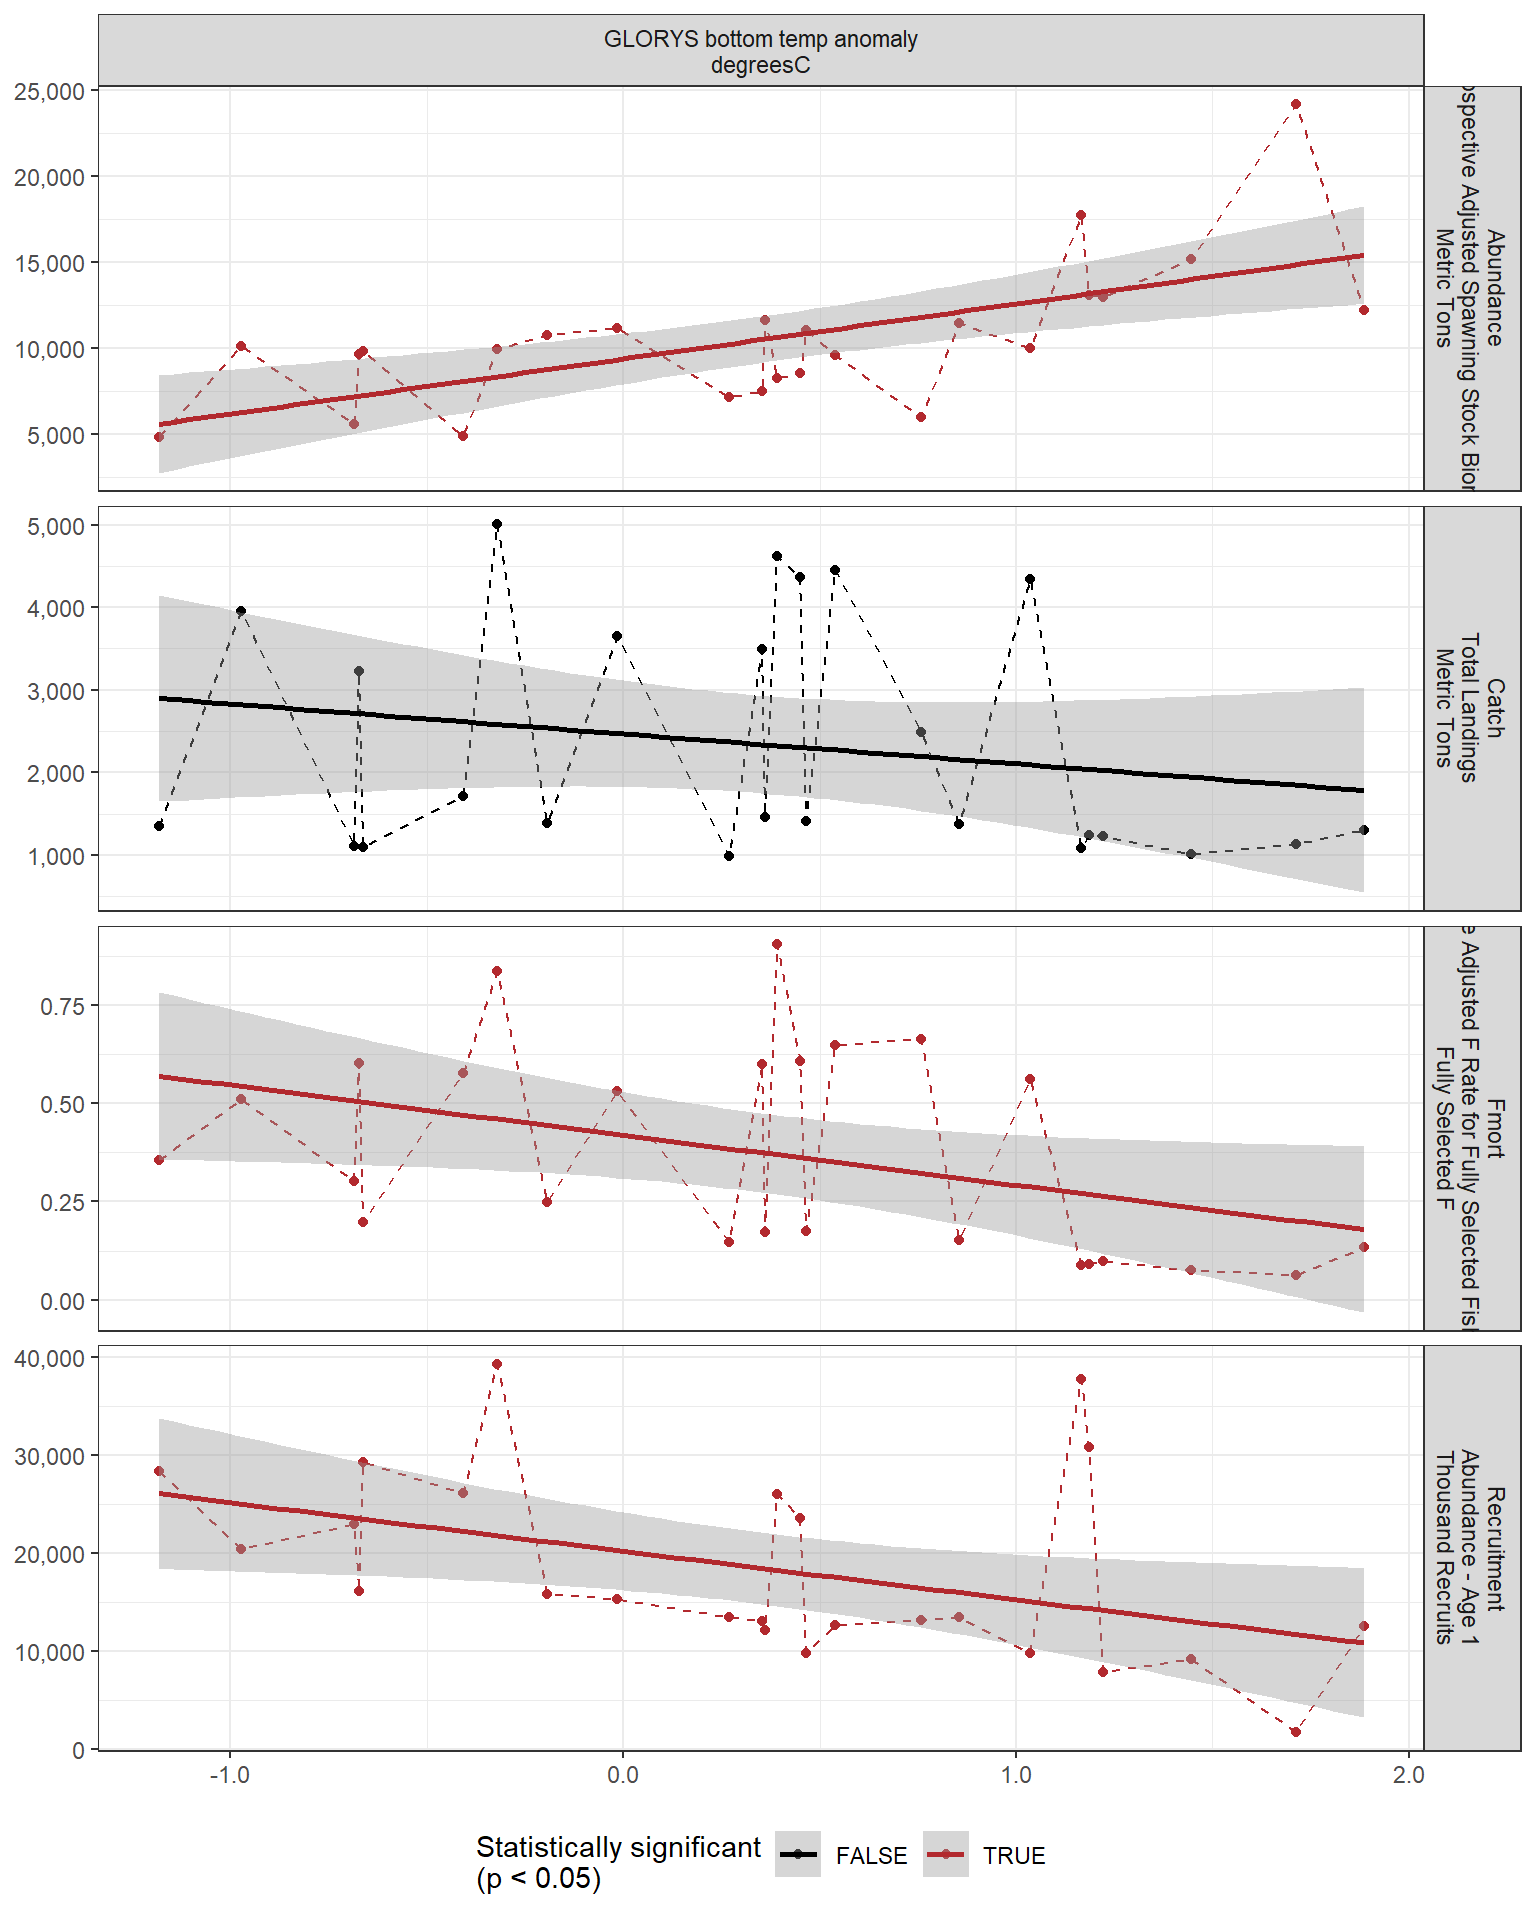 GLORYS bottom temp anomaly
degreesC
25,000
20,000
15,000
10,000
5,000
Abundance
Adjusted Spawning Stock
Metric Tons
5,000
4,000
3,000
2,000
1,000
Catch
Total Landings
Metric Tons
0.75
0.50
0.25
0.00
Fmort
Adjusted F Rate for Fully Selected
Fully Selected F
40,000
30,000
20,000
10,000
0
Recruitment
Abundance - Age 1
Thousand Recruits
-1.0
0.0
1.0
2.0
Statistically significant
(p < 0.05)
FALSE
TRUE